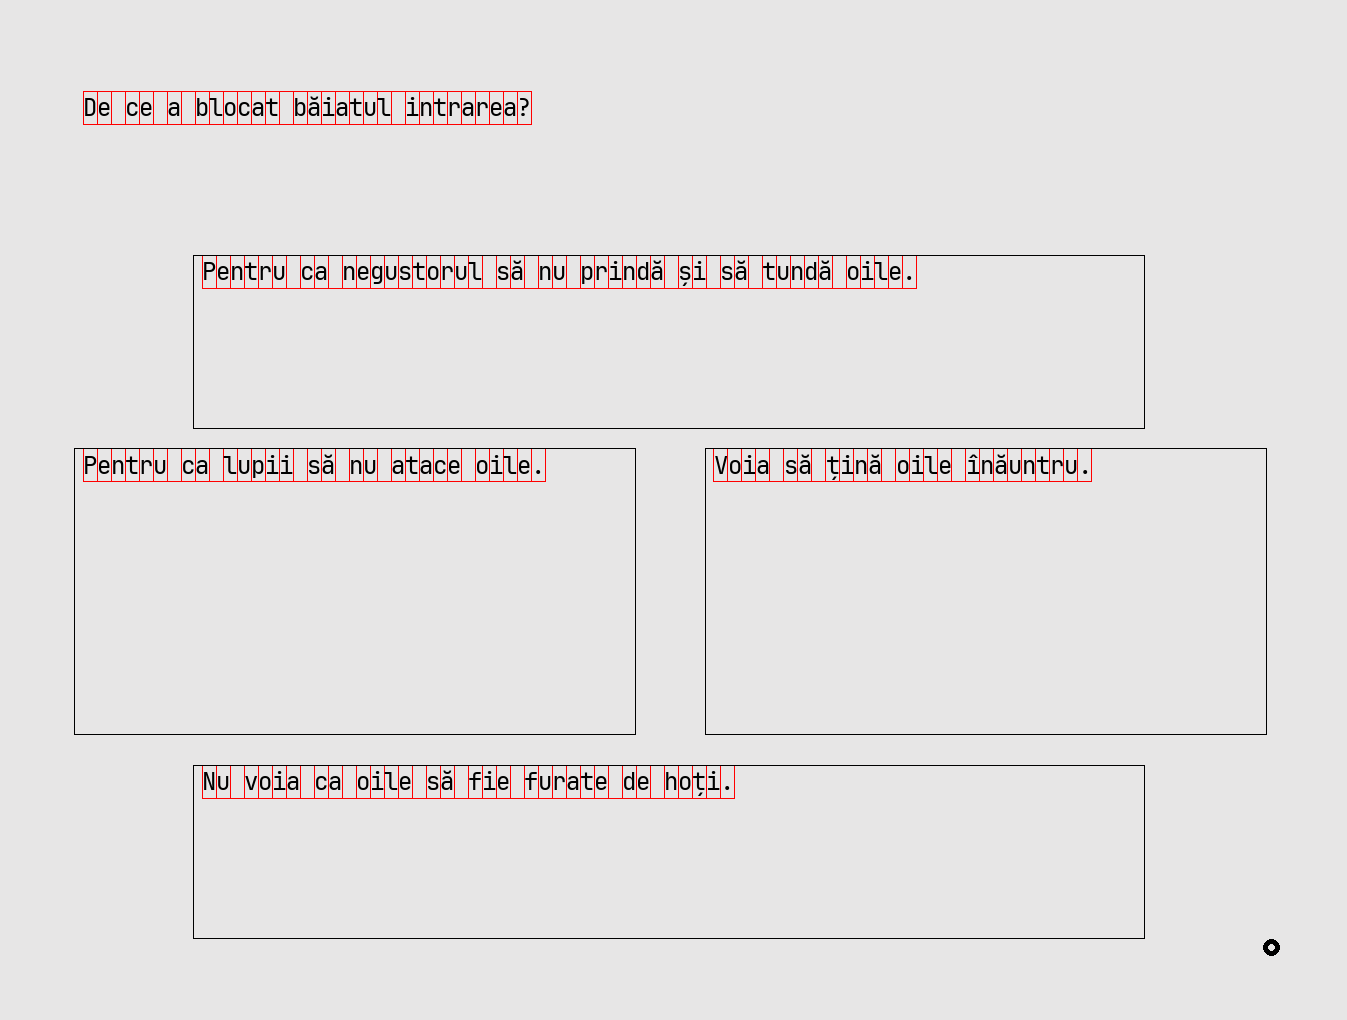 De ce a blocat băiatul intrarea?
Pentru ca negustorul să nu prindă și să tundă oile.
Pentru ca lupii să nu atace oile.
Voia să țină oile înăuntru.
Nu voia ca oile să fie furate de hoți.